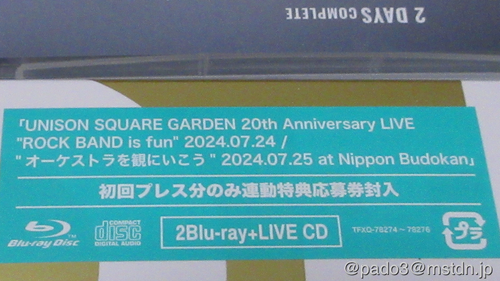 2 DAYS COMPLETE
「UNISON SQUARE GARDEN 20th Anniversary LIVE
"ROCK BAND is fun" 2024.07.24 /
"オーケストラを観にいこう" 2024.07.25 at Nippon Budokan」
初回プレス分のみ連動特典応募券封入
Blu-ray Disc
COMPACT
disc
DIGITAL AUDIO
2Blu-ray+LIVE CD
TFXQ-78274～78276
プラ
@pado3@mstdn.jp